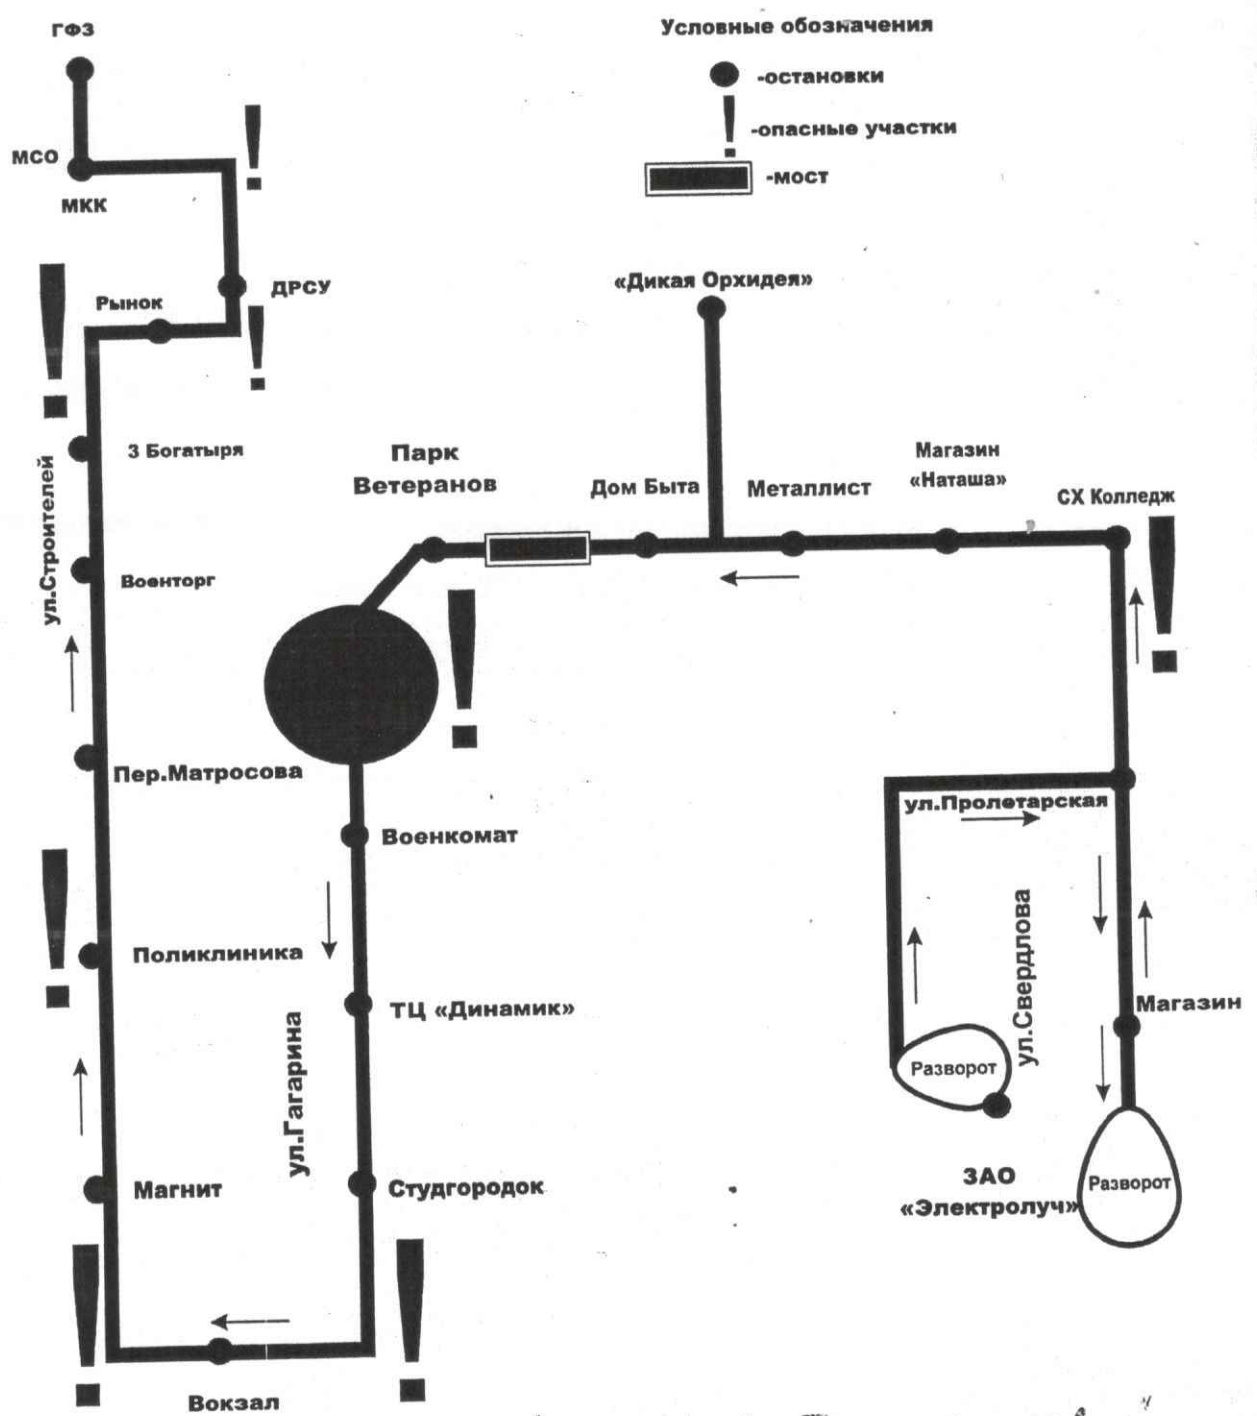 ГФЗ
Условные обозначения
-остановки
-опасные участки
-мост
МСО
МКК
ДРСУ
Рынок
«Дикая Орхидея»
3 Богатыря
ул.Строителей
Военторг
Парк
Ветеранов
Дом Быта
Металлист
Магазин
«Наташа»
СХ Колледж
Пер.Матросова
Военкомат
ул.Пролетарская
ул.Свердлова
Поликлиника
ТЦ «Динамик»
ул.Гагарина
Магазин
Разворот
Магнит
Студгородок
ЗАО
«Электролуч»
Разворот
Вокзал